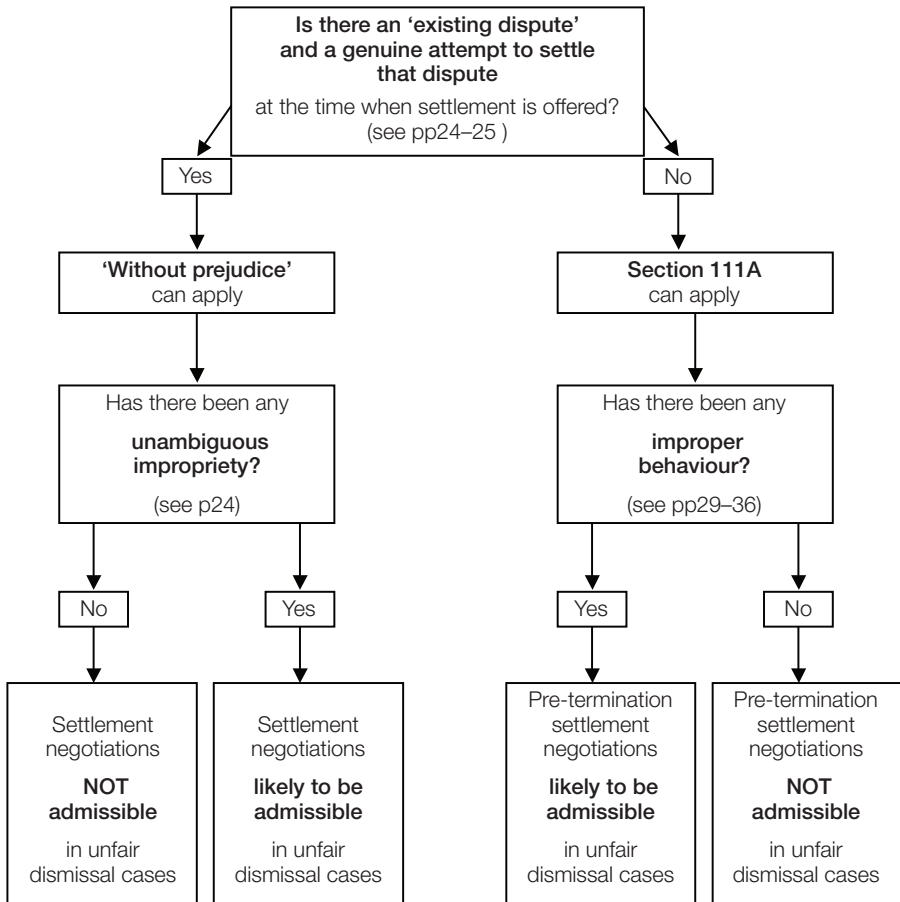 Is there an ‘existing dispute’
and a genuine attempt to settle
that dispute
at the time when settlement is offered?
(see pp24–25 )
Yes
No
‘Without prejudice’
can apply
Section 111A
can apply
Has there been any
unambiguous
impropriety?
(see p24)
Has there been any
improper
behaviour?
(see pp29–36)
No
Yes
Yes
No
Settlement
negotiations
NOT
admissible
in unfair
dismissal cases
Settlement
negotiations
likely to be
admissible
in unfair
dismissal cases
Pre-termination
settlement
negotiations
likely to be
admissible
in unfair
dismissal cases
Pre-termination
settlement
negotiations
NOT
admissible
in unfair
dismissal cases